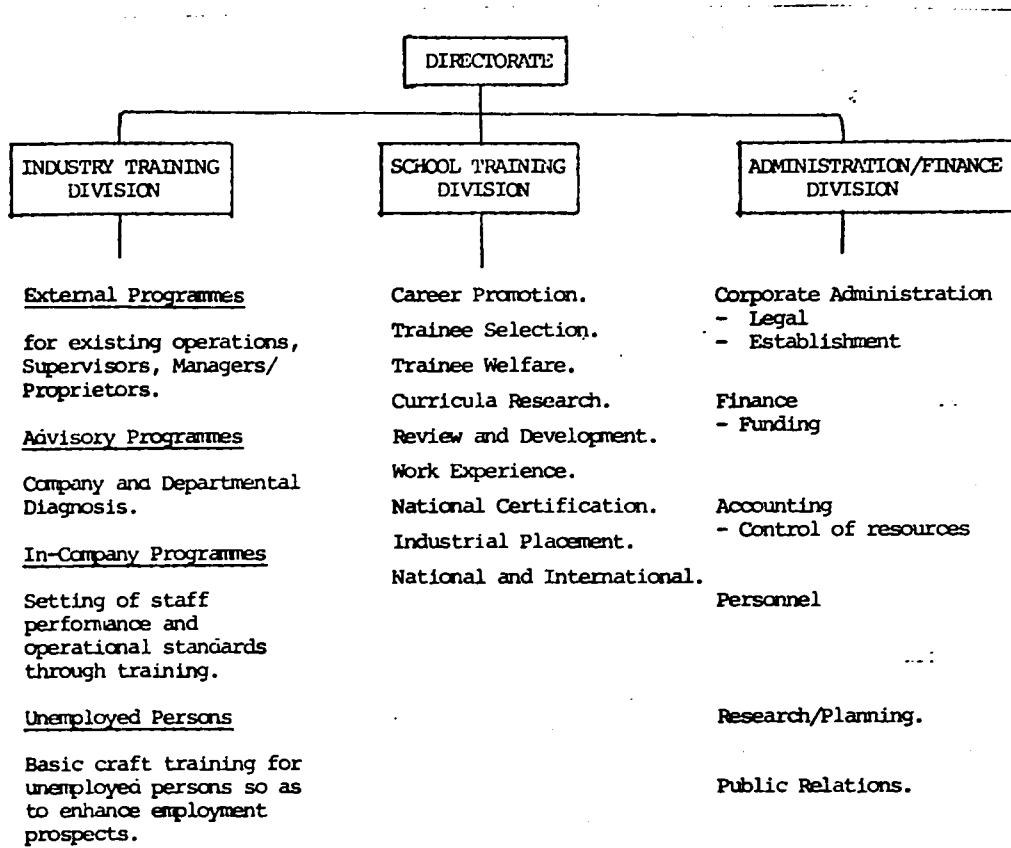 DIRECTORATE
INDUSTRY TRAINING
DIVISION
SCHOOL TRAINING
DIVISION
ADMINISTRATION/FINANCE
DIVISION
External Programmes
for existing operations,
Supervisors, Managers/
Proprietors.
Advisory Programmes
Company and Departmental
Diagnosis.
In-Company Programmes
Setting of staff
performance and
operational standards
through training.
Unemployed Persons
Basic craft training for
unemployed persons so as
to enhance employment
prospects.
Career Promotion.
Trainee Selection.
Trainee Welfare.
Curricula Research.
Review and Development.
Work Experience.
National Certification.
Industrial Placement.
National and International.
Corporate Administration
- Legal
- Establishment
Finance
- Funding
Accounting
- Control of resources
Personnel
Research/Planning.
Public Relations.